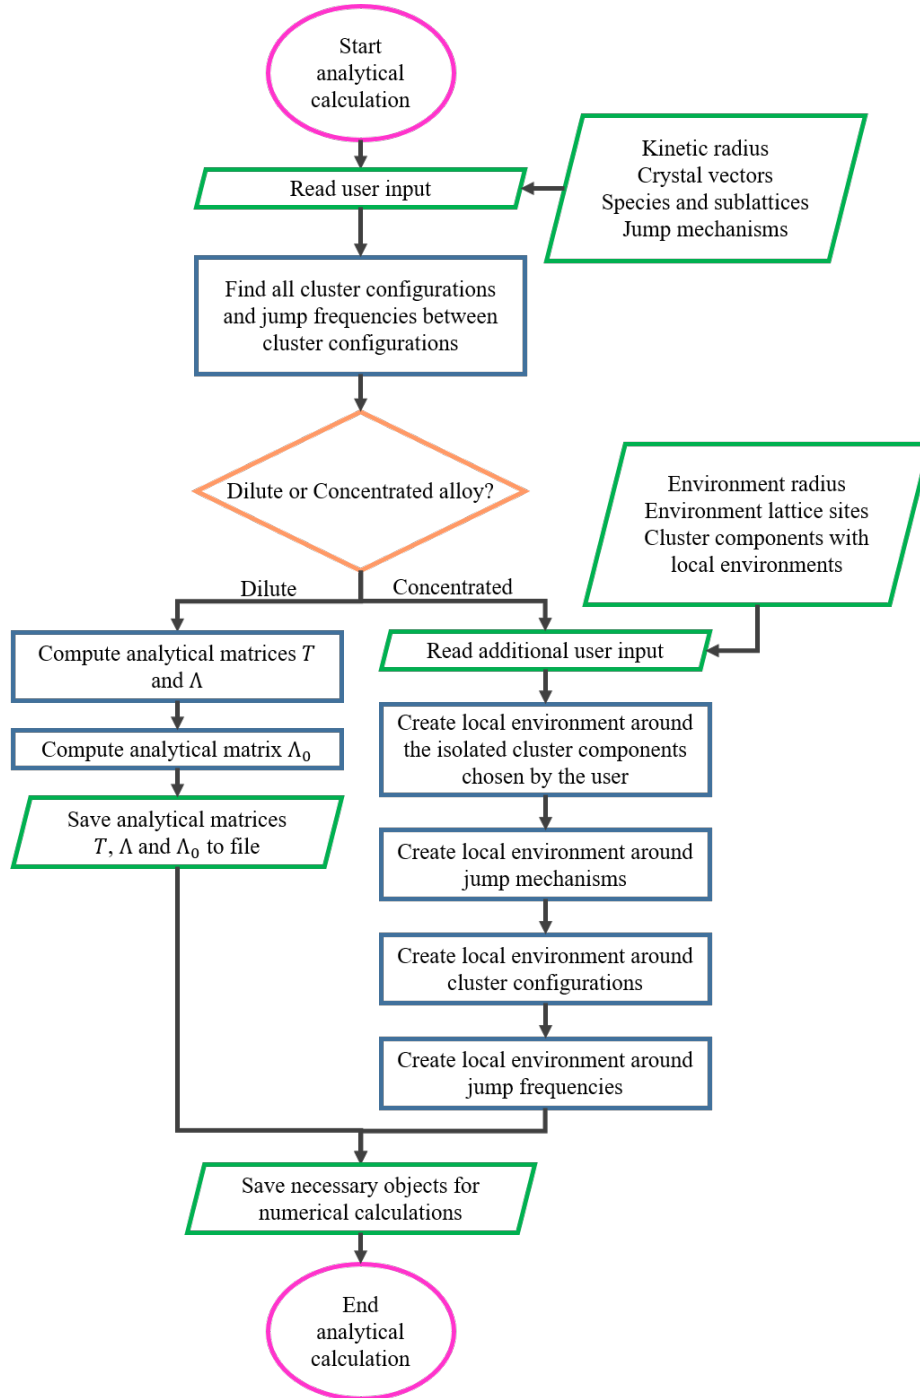 Start
analytical
calculation
Read user input
Kinetic radius
Crystal vectors
Species and sublattices
Jump mechanisms
Find all cluster configurations
and jump frequencies between
cluster configurations
Dilute or Concentrated alloy?
Environment radius
Environment lattice sites
Cluster components with
local environments
Dilute
Concentrated
Compute analytical matrices T
and Λ
Compute analytical matrix Λ₀
Save analytical matrices
T, Λ and Λ₀ to file
Read additional user input
Create local environment around
the isolated cluster components
chosen by the user
Create local environment around
jump mechanisms
Create local environment around
cluster configurations
Create local environment around
jump frequencies
Save necessary objects for
numerical calculations
End
analytical
calculation